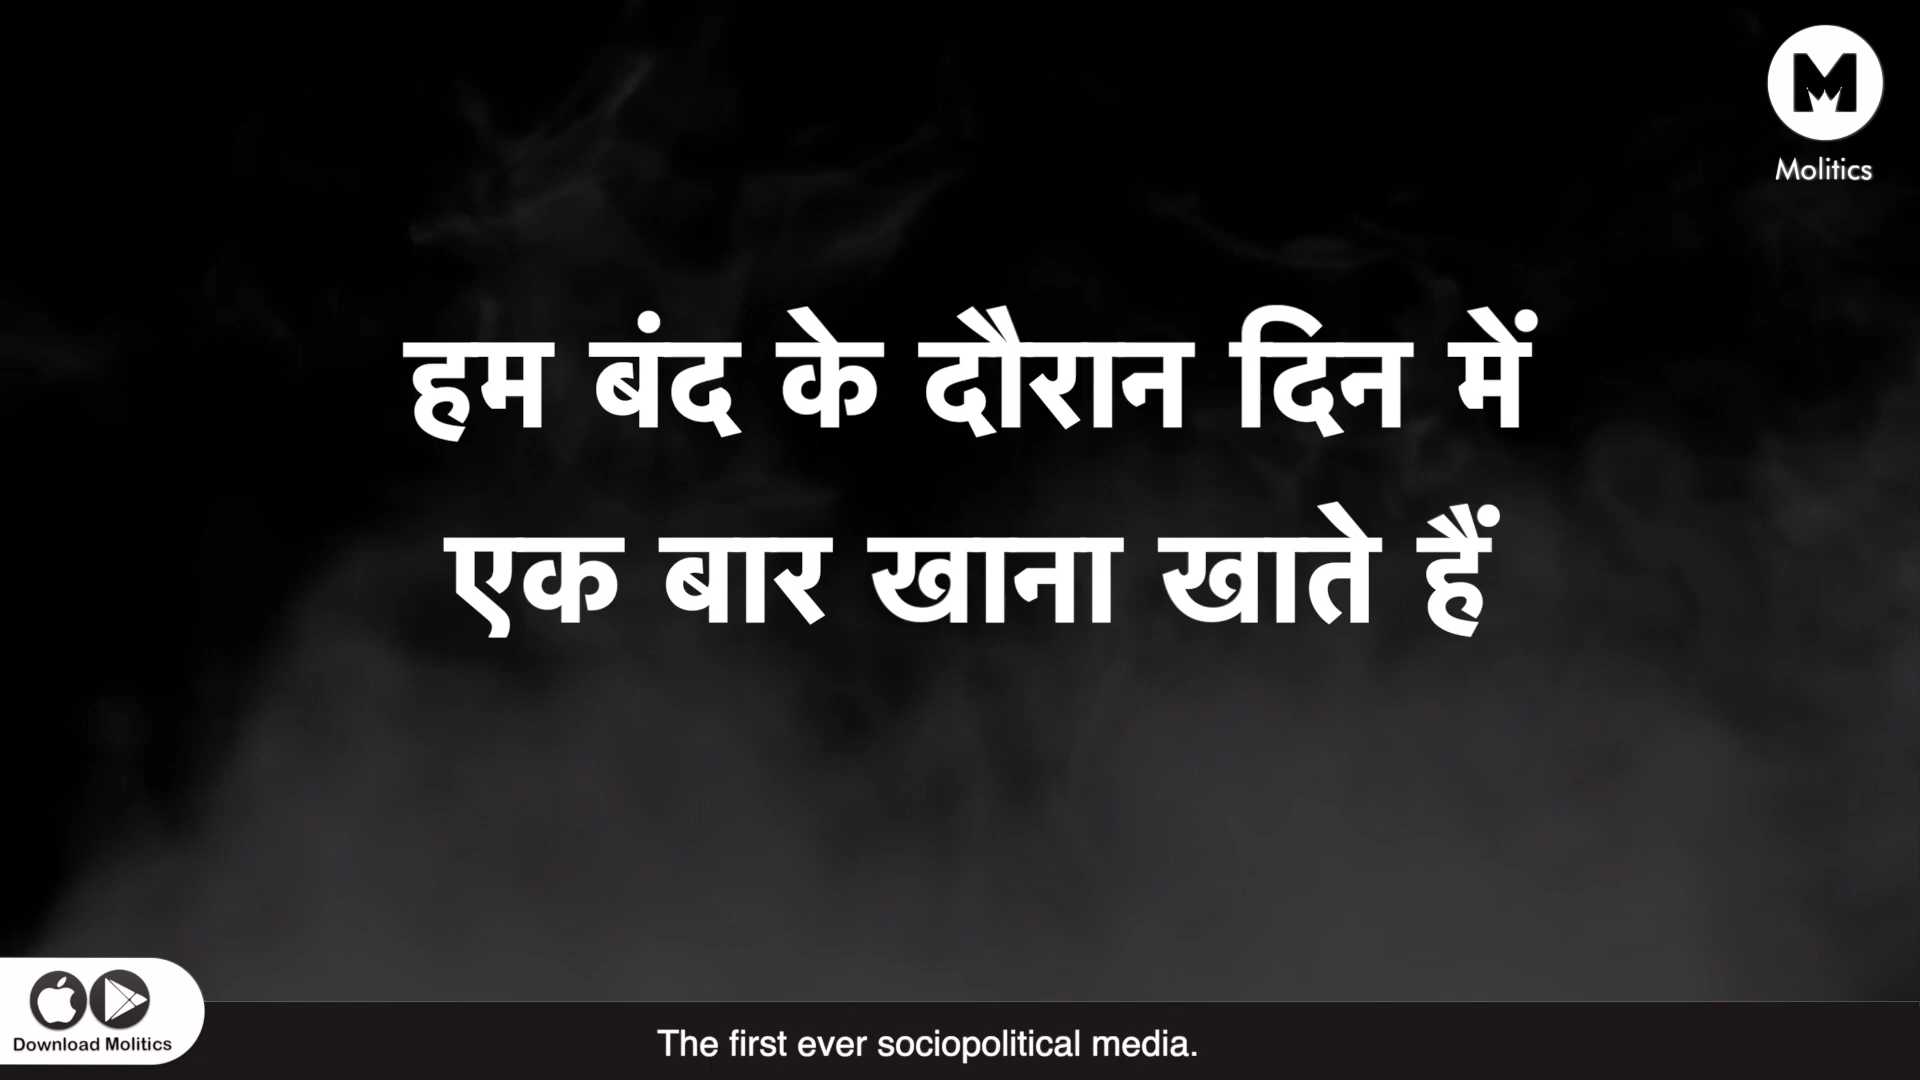 Molitics
हम बंद के दौरान दिन में
एक बार खाना खाते हैं
Download Molitics
The first ever sociopolitical media.